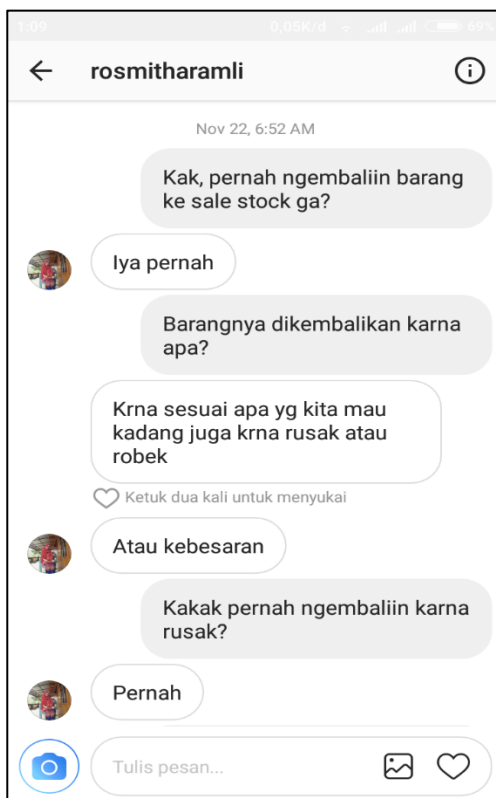 1:09 0,05K/d 69%
rosmitharamli
Nov 22, 6:52 AM
Kak, pernah ngembaliin barang
ke sale stock ga?
Iya pernah
Barangnya dikembalikan karna
apa?
Krna sesuai apa yg kita mau
kadang juga krna rusak atau
robek
Ketuk dua kali untuk menyukai
Atau kebesaran
Kakak pernah ngembaliin karna
rusak?
Pernah
Tulis pesan...